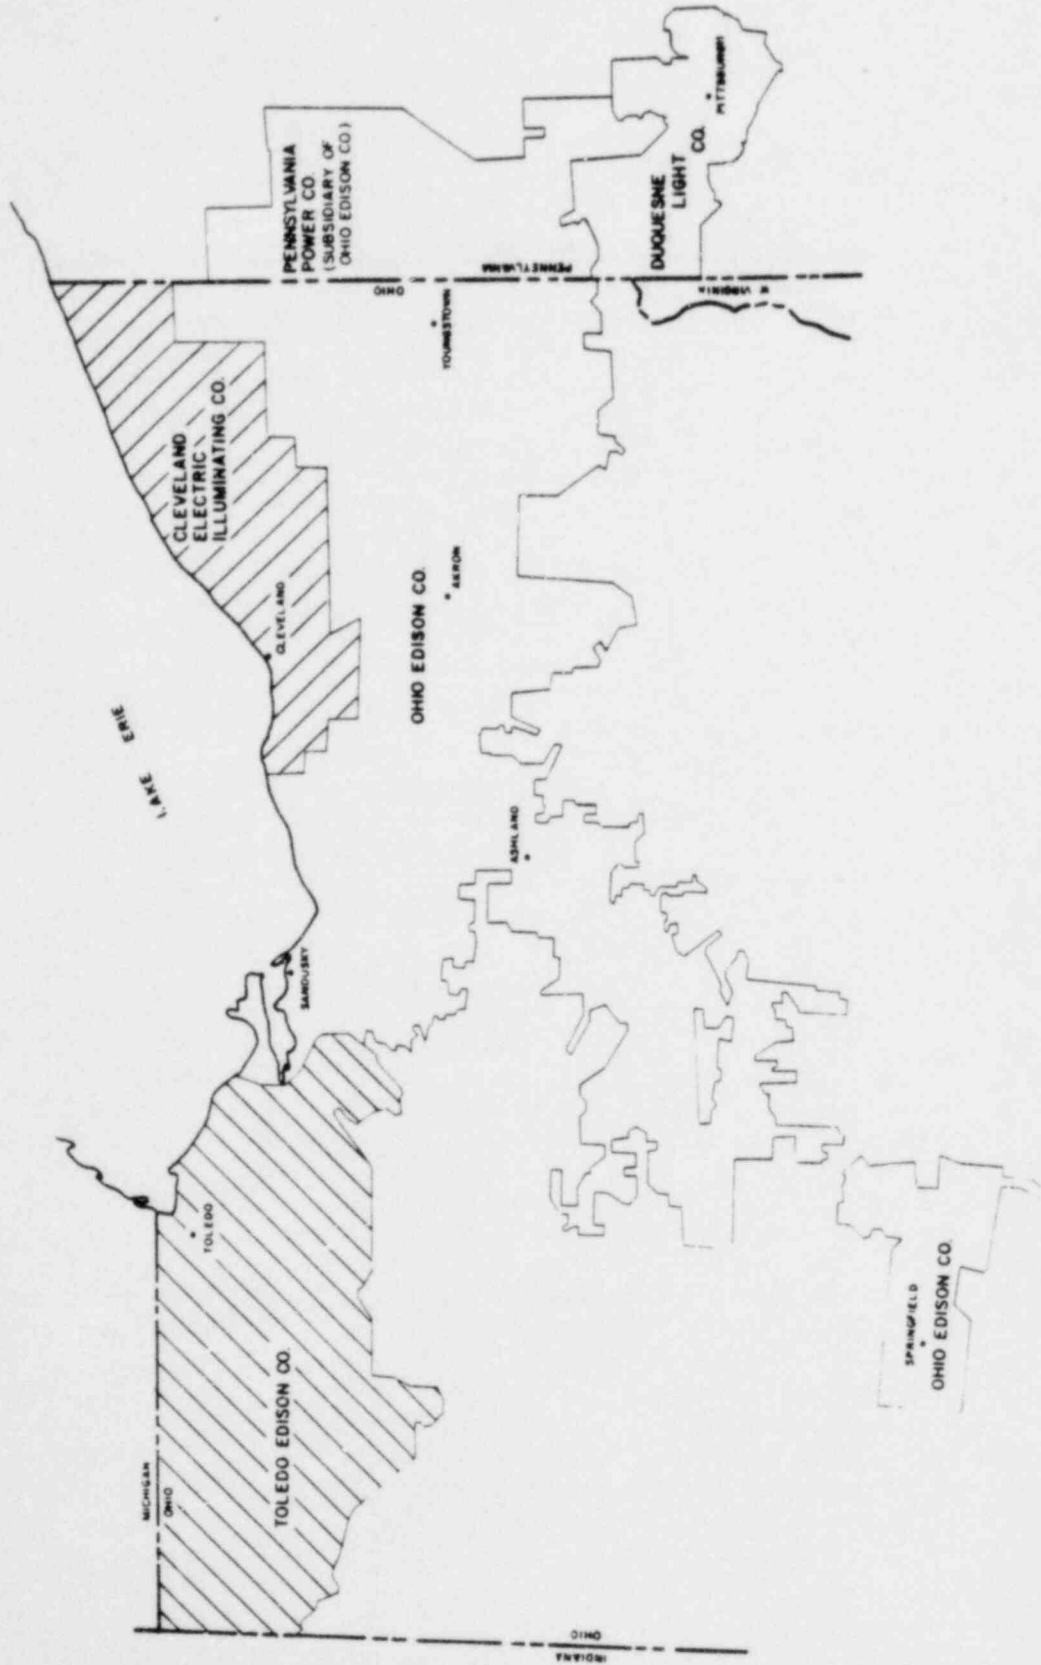 LAKE ERIE
MICHIGAN
OHIO
TOLEDO
TOLEDO EDISON CO.
SANDUSKY
CLEVELAND
ELECTRIC
ILLUMINATING CO.
CLEVELAND
PENNSYLVANIA
POWER CO.
(SUBSIDIARY OF
OHIO EDISON CO.)
OHIO
PENNSYLVANIA
YOUNGSTOWN
OHIO EDISON CO.
AKRON
ASHLAND
DUQUESNE
LIGHT CO.
PITTSBURGH
W VIRGINIA
INDIANA
OHIO
SPRINGFIELD
OHIO EDISON CO.